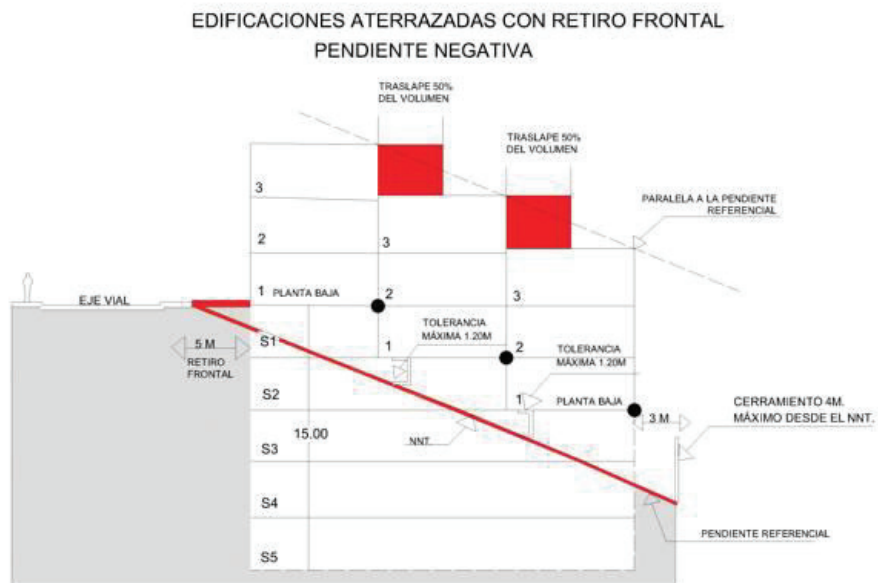 EDIFICACIONES ATERRAZADAS CON RETIRO FRONTAL
PENDIENTE NEGATIVA
TRASLAPE 50%
DEL VOLUMEN
TRASLAPE 50%
DEL VOLUMEN
3
PARALELA A LA PENDIENTE
REFERENCIAL
2
3
EJE VIAL
1 PLANTA BAJA
2
3
5 M
RETIRO
FRONTAL
S1
1
TOLERANCIA
MÁXIMA 1.20M
2
TOLERANCIA
MÁXIMA 1.20M
S2
1
PLANTA BAJA
3 M
CERRAMIENTO 4M.
MÁXIMO DESDE EL NNT.
15.00
NNT.
S3
S4
PENDIENTE REFERENCIAL
S5